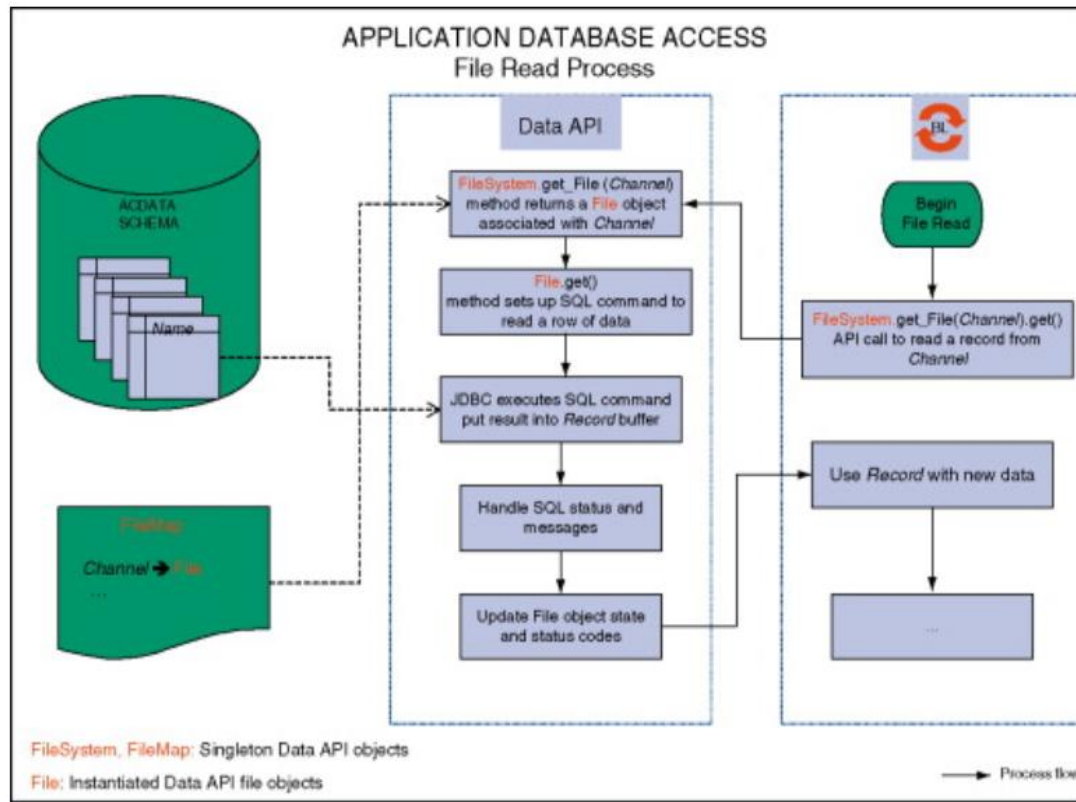 APPLICATION DATABASE ACCESS
File Read Process
ACDATA
SCHEMA
Name
FileMap
Channel → File
...
Data API
FileSystem.get_File (Channel)
method returns a File object
associated with Channel
File.get()
method sets up SQL command to
read a row of data
JDBC executes SQL command
put result into Record buffer
Handle SQL status and
messages
Update File object state
and status codes
BL
Begin
File Read
FileSystem.get_File(Channel).get()
API call to read a record from
Channel
Use Record with new data
...
FileSystem, FileMap: Singleton Data API objects
File: Instantiated Data API file objects
Process flow